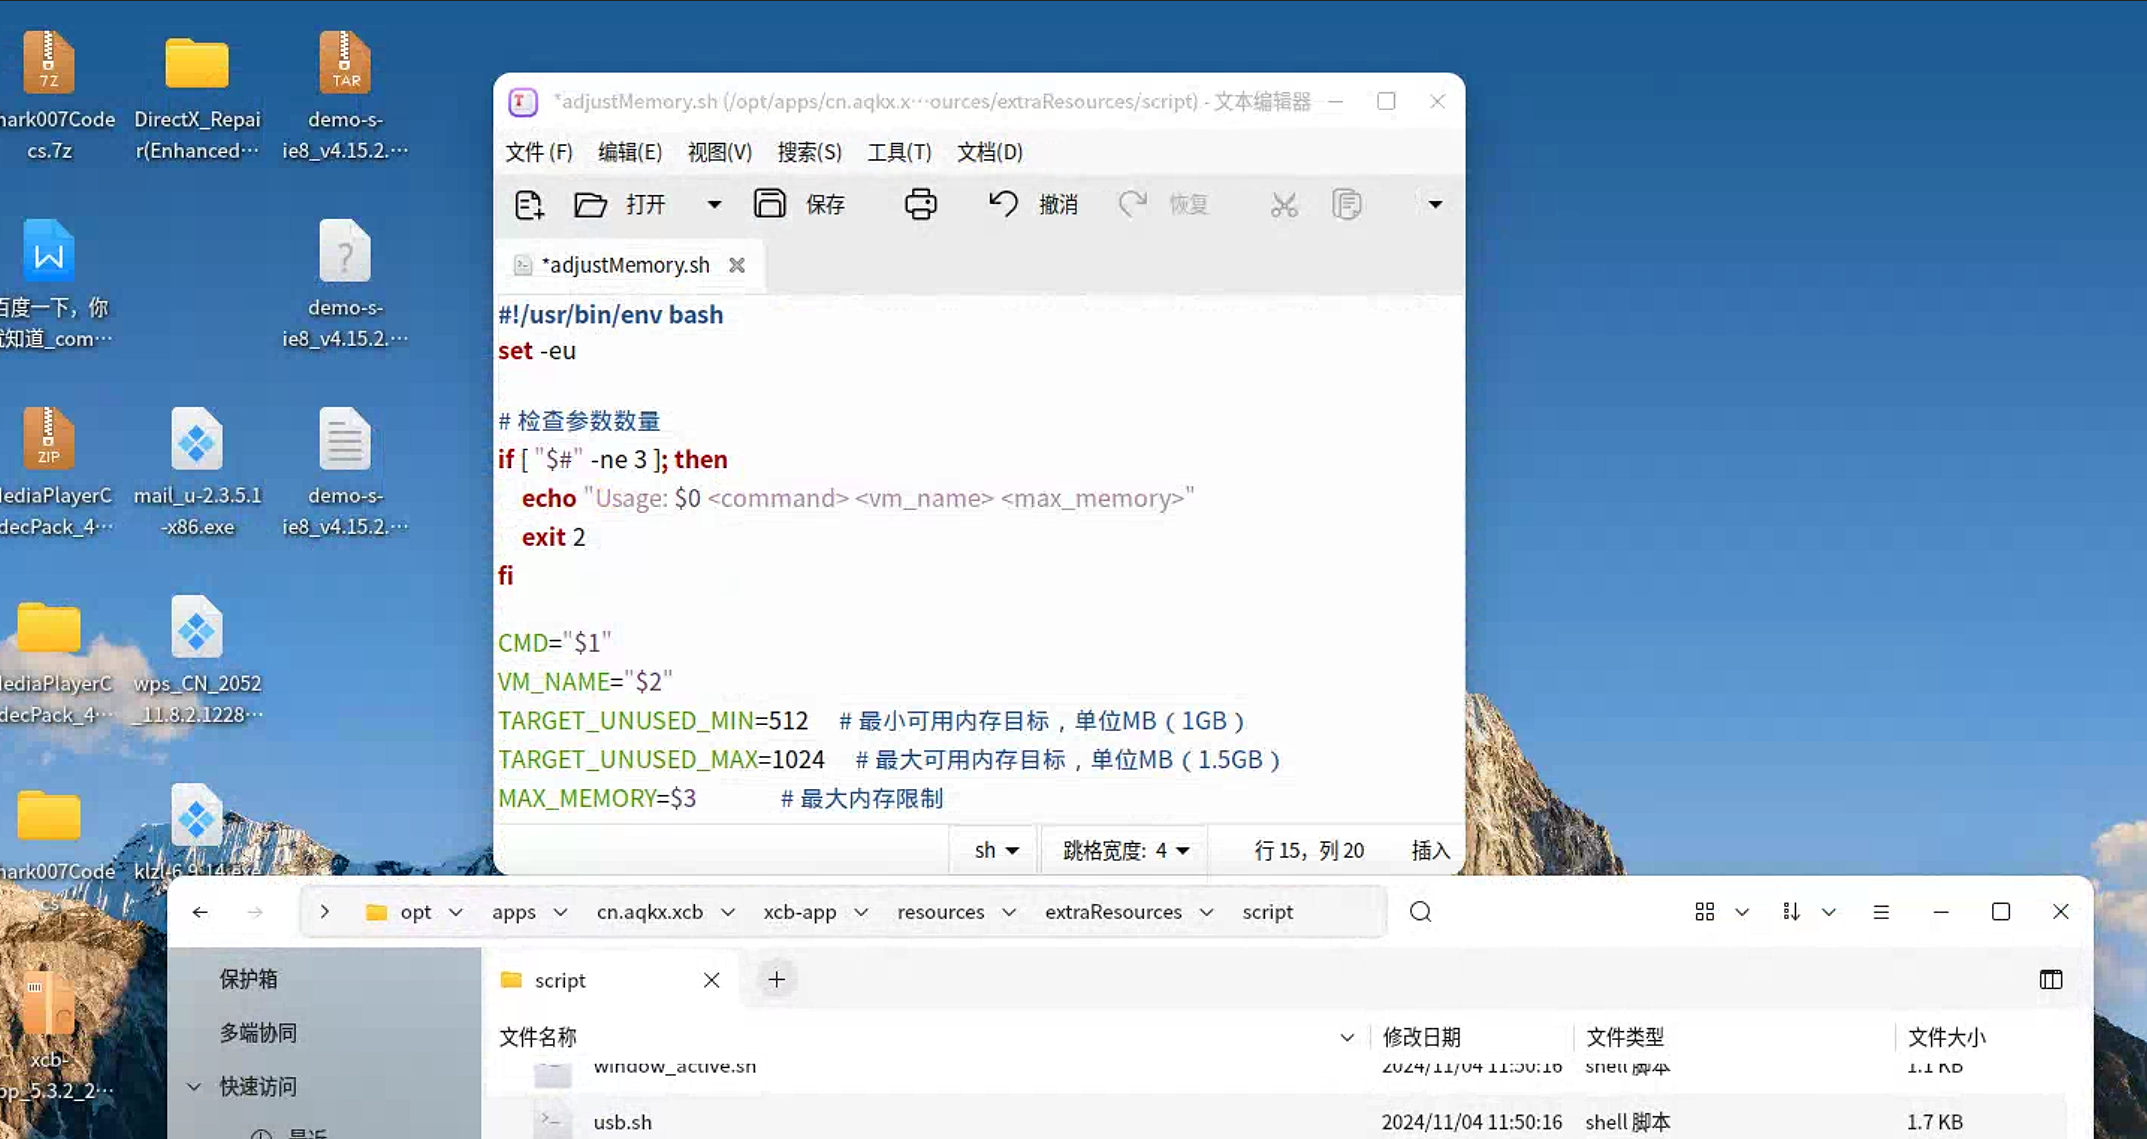 7Z
ark007Code
cs.7z
DirectX_Repai
r(Enhanced…
TAR
demo-s-
ie8_v4.15.2.…
百度一下，你
知道_com…
?
demo-s-
ie8_v4.15.2.…
ZIP
ediaPlayerC
decPack_4…
mail_u-2.3.5.1
-x86.exe
demo-s-
ie8_v4.15.2.…
ediaPlayerC
decPack_4…
wps_CN_2052
_11.8.2.1228…
ark007Code
cs
klzl-6.9.14.exe
xcb-
pp_5.3.2_2…
*adjustMemory.sh (/opt/apps/cn.aqkx.x…ources/extraResources/script) - 文本编辑器
文件 (F) 编辑(E) 视图(V) 搜索(S) 工具(T) 文档(D)
打开 保存 撤消 恢复
*adjustMemory.sh
#!/usr/bin/env bash
set -eu
# 检查参数数量
if [ "$#" -ne 3 ]; then
echo "Usage: $0 <command> <vm_name> <max_memory>"
exit 2
fi
CMD="$1"
VM_NAME="$2"
TARGET_UNUSED_MIN=512 # 最小可用内存目标，单位MB（1GB）
TARGET_UNUSED_MAX=1024 # 最大可用内存目标，单位MB（1.5GB）
MAX_MEMORY=$3 # 最大内存限制
sh 跳格宽度: 4 行 15，列 20 插入
opt apps cn.aqkx.xcb xcb-app resources extraResources script
保护箱
多端协同
快速访问
最近
script
文件名称 修改日期 文件类型 文件大小
window_active.sh 2024/11/04 11:50:16 shell 脚本 1.1 KB
usb.sh 2024/11/04 11:50:16 shell 脚本 1.7 KB